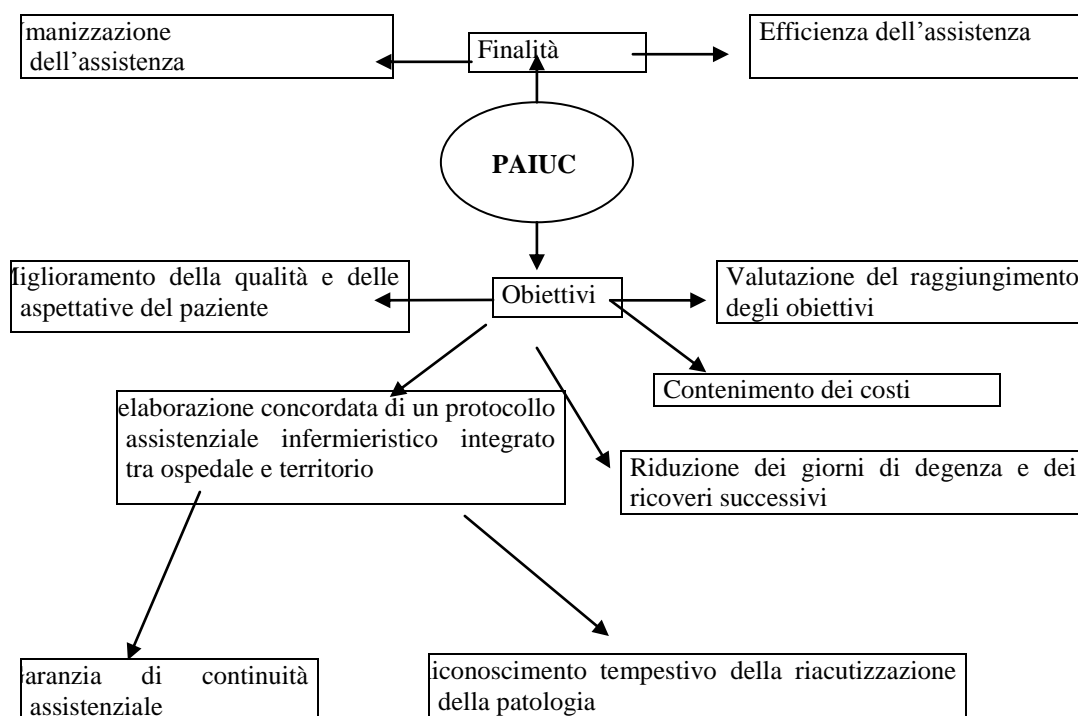 manizzazione
dell'assistenza
Finalità
Efficienza dell'assistenza
PAIUC
Miglioramento della qualità e delle
aspettative del paziente
Obiettivi
Valutazione del raggiungimento
degli obiettivi
Contenimento dei costi
elaborazione concordata di un protocollo
assistenziale infermieristico integrato
tra ospedale e territorio
Riduzione dei giorni di degenza e dei
ricoveri successivi
aranzia di continuità
assistenziale
iconoscimento tempestivo della riacutizzazione
della patologia